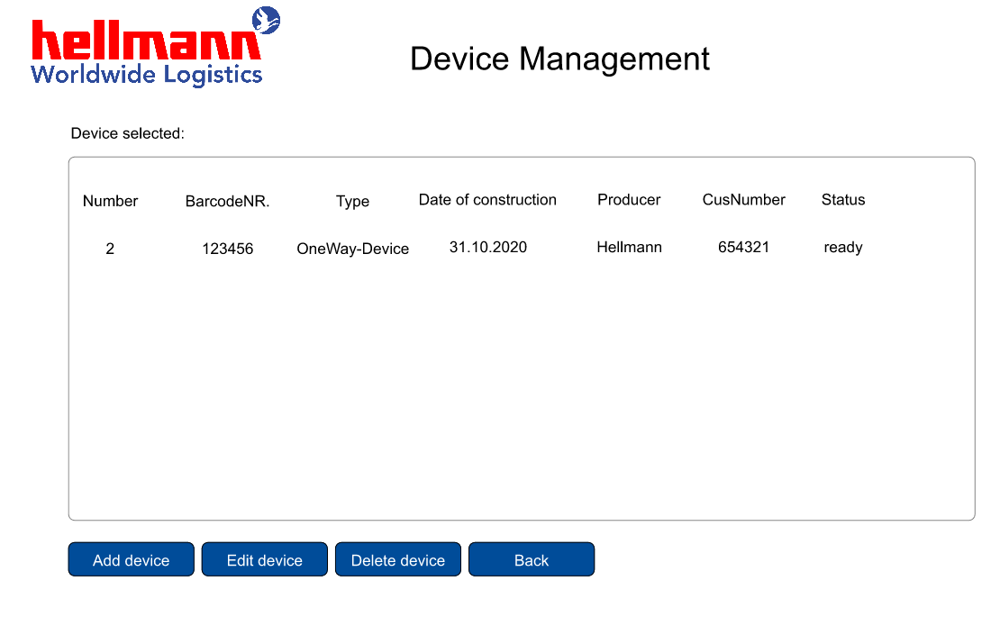 hellmann
Worldwide Logistics
Device Management
Device selected:
Number BarcodeNR. Type Date of construction Producer CusNumber Status
2 123456 OneWay-Device 31.10.2020 Hellmann 654321 ready
Add device Edit device Delete device Back